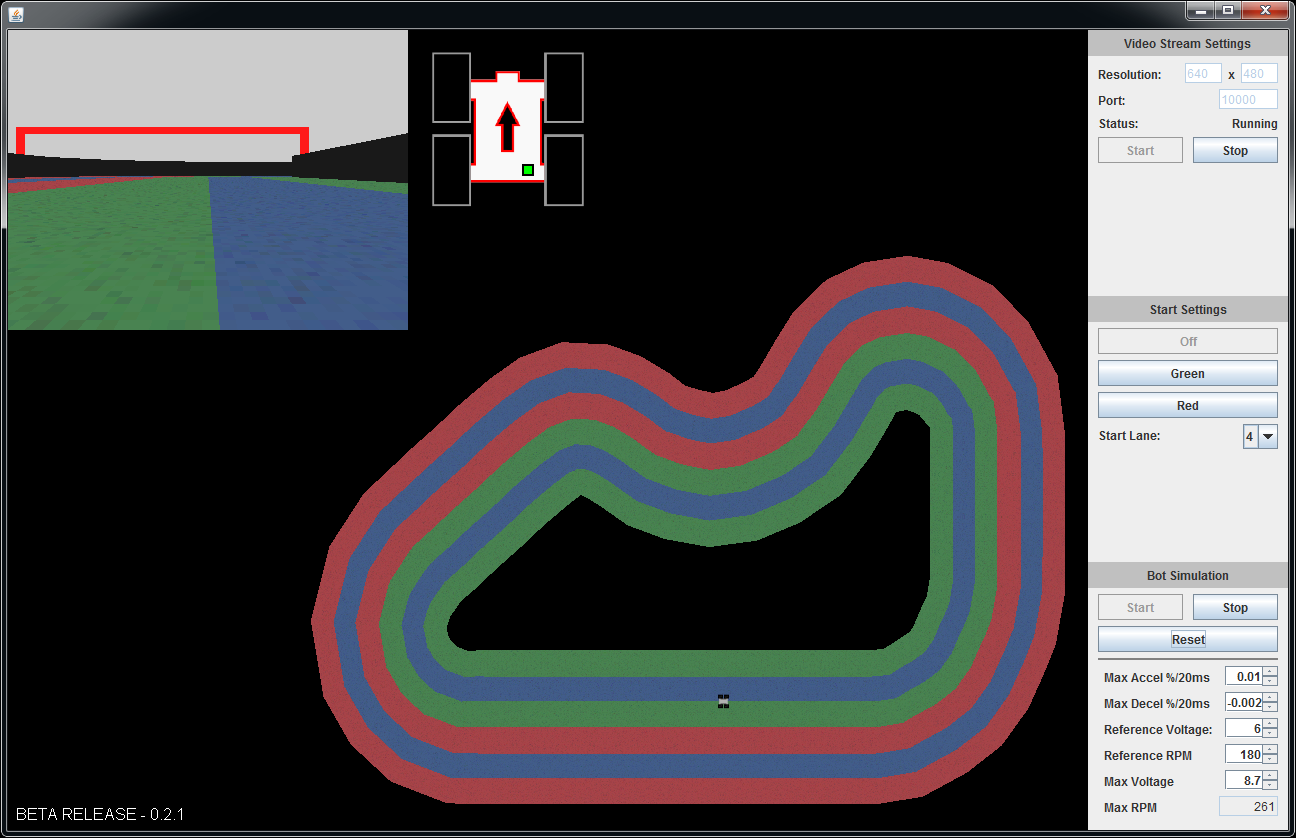 Video Stream Settings
Resolution: 640 x 480
Port: 10000
Status: Running
Start Stop
Start Settings
Off
Green
Red
Start Lane: 4
Bot Simulation
Start Stop
Reset
Max Accel %/20ms 0.01
Max Decel %/20ms -0.002
Reference Voltage: 6
Reference RPM 180
Max Voltage 8.7
Max RPM 261
BETA RELEASE - 0.2.1